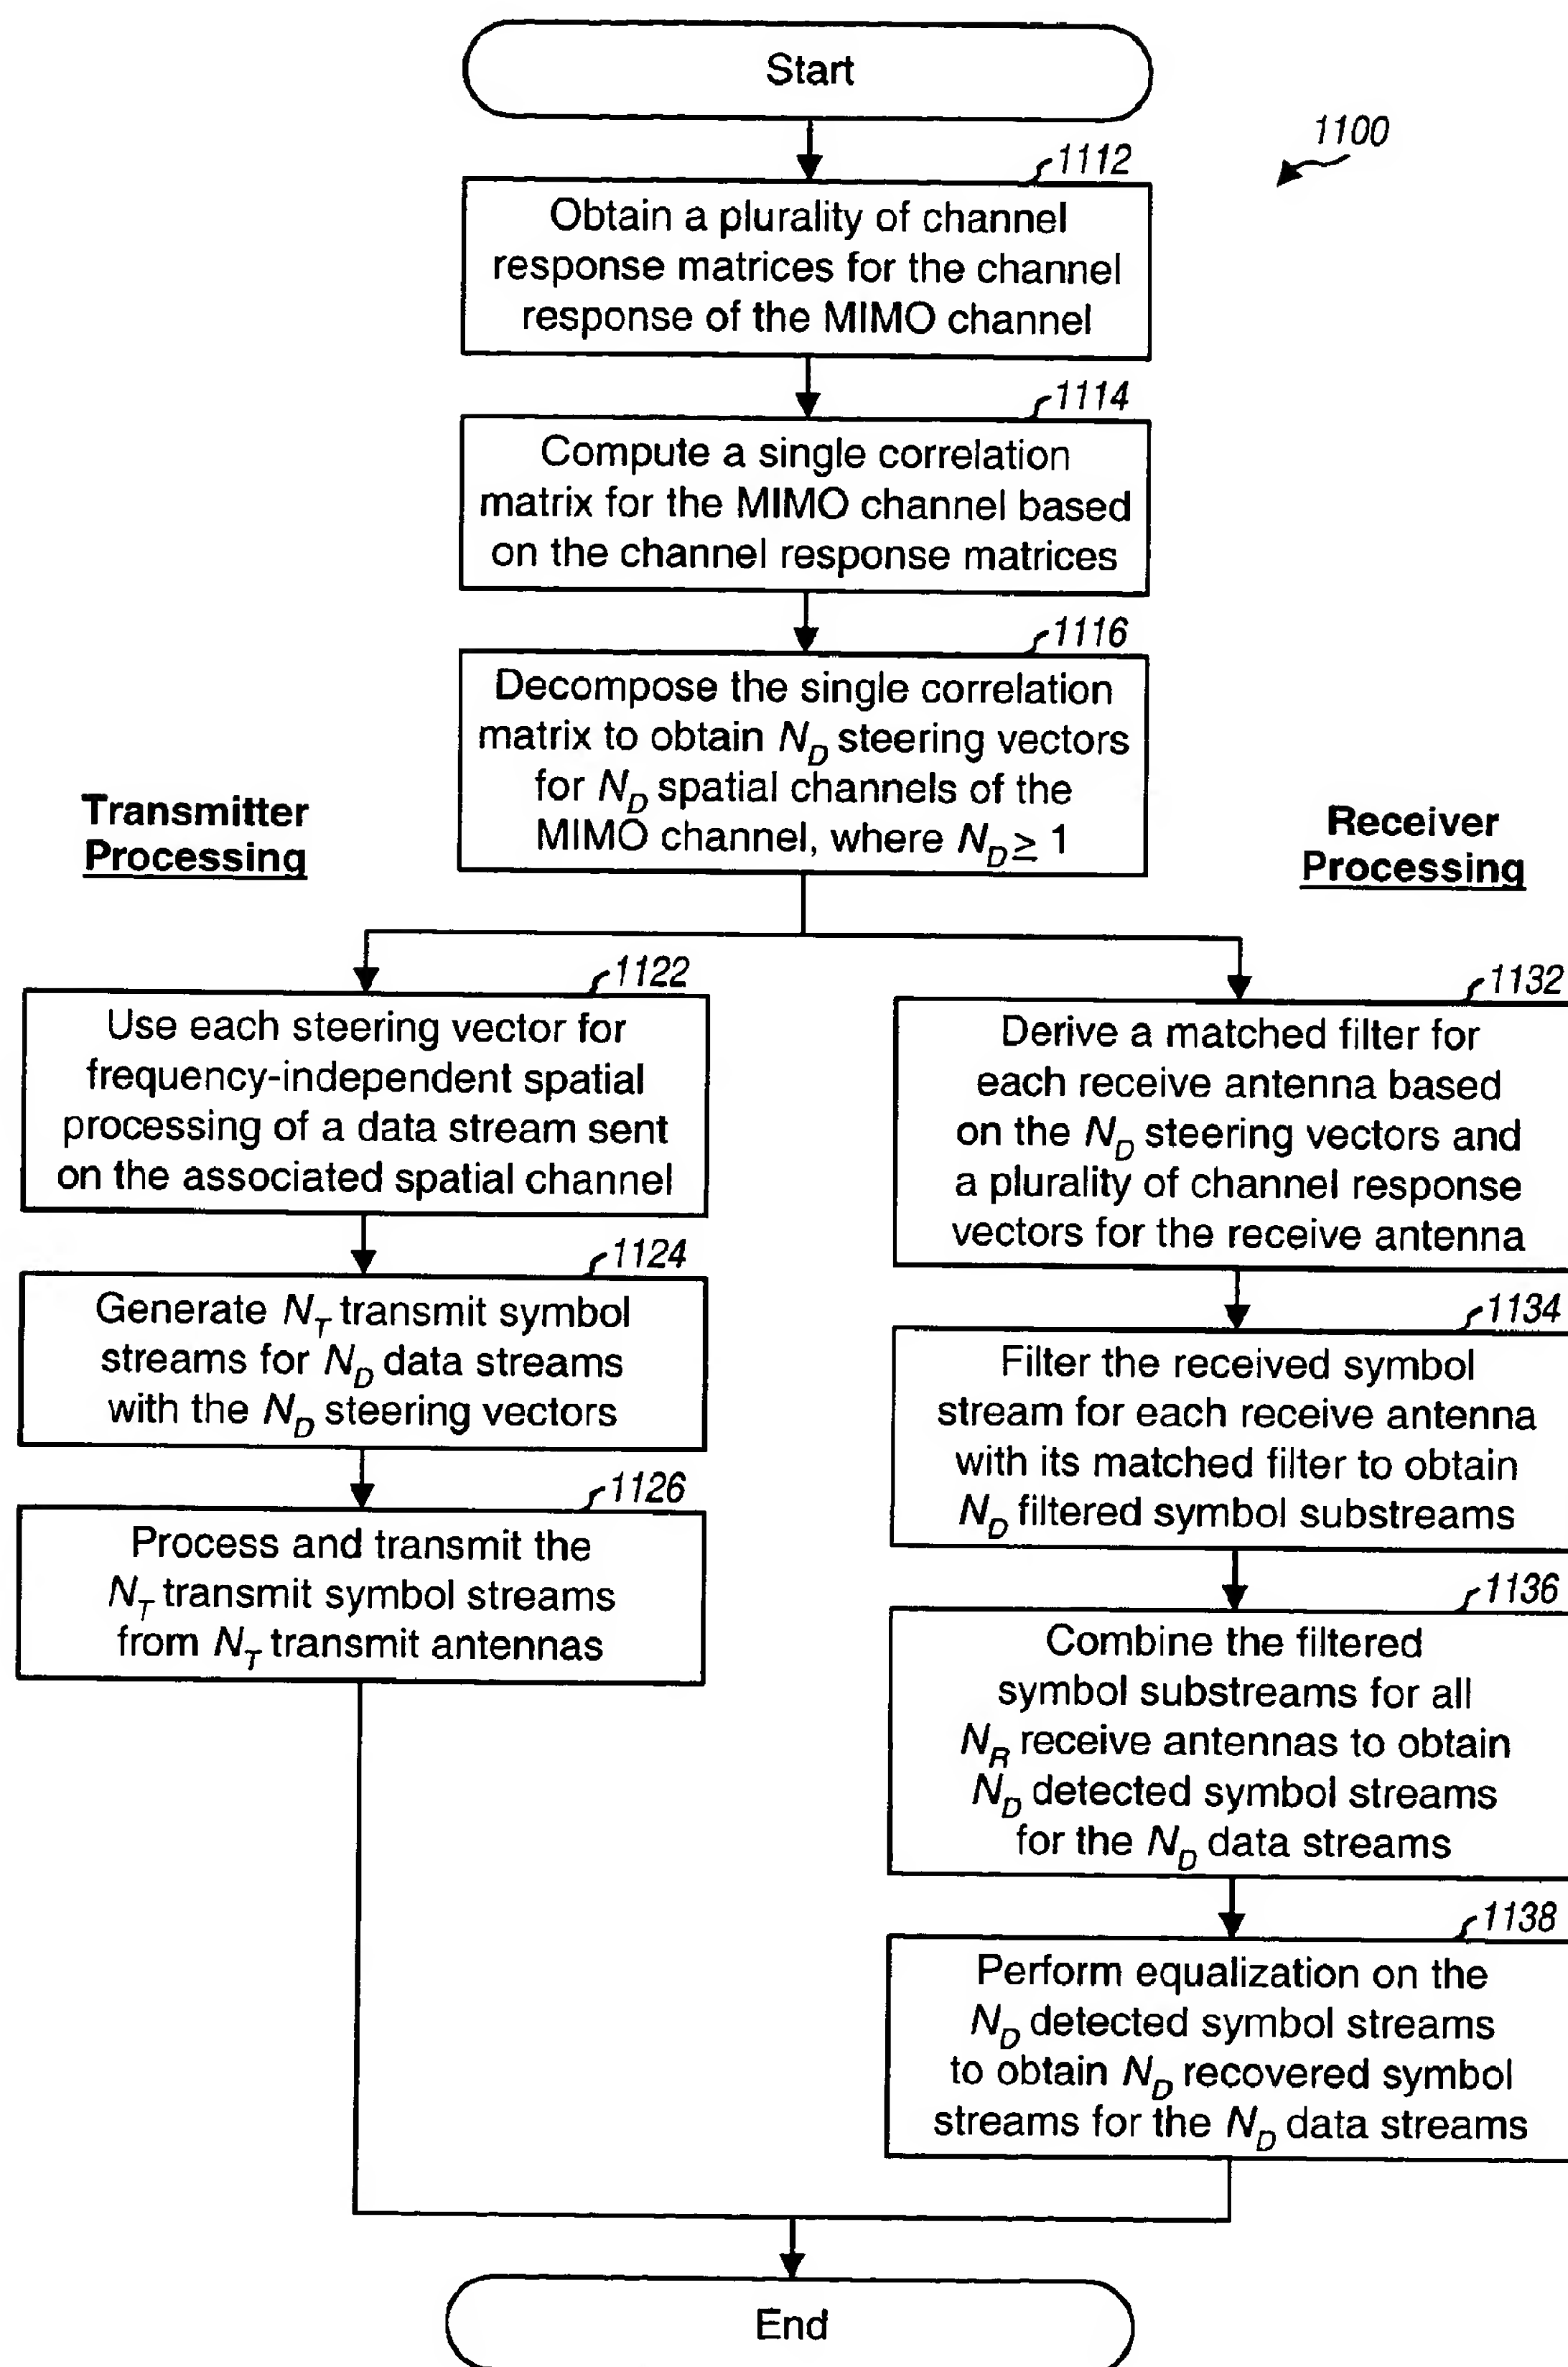 Start
1100
1112
Obtain a plurality of channel
response matrices for the channel
response of the MIMO channel
1114
Compute a single correlation
matrix for the MIMO channel based
on the channel response matrices
1116
Decompose the single correlation
matrix to obtain N_D steering vectors
for N_D spatial channels of the
MIMO channel, where N_D ≥ 1
Transmitter
Processing
1122
Use each steering vector for
frequency-independent spatial
processing of a data stream sent
on the associated spatial channel
1124
Generate N_T transmit symbol
streams for N_D data streams
with the N_D steering vectors
1126
Process and transmit the
N_T transmit symbol streams
from N_T transmit antennas
Receiver
Processing
1132
Derive a matched filter for
each receive antenna based
on the N_D steering vectors and
a plurality of channel response
vectors for the receive antenna
1134
Filter the received symbol
stream for each receive antenna
with its matched filter to obtain
N_D filtered symbol substreams
1136
Combine the filtered
symbol substreams for all
N_R receive antennas to obtain
N_D detected symbol streams
for the N_D data streams
1138
Perform equalization on the
N_D detected symbol streams
to obtain N_D recovered symbol
streams for the N_D data streams
End